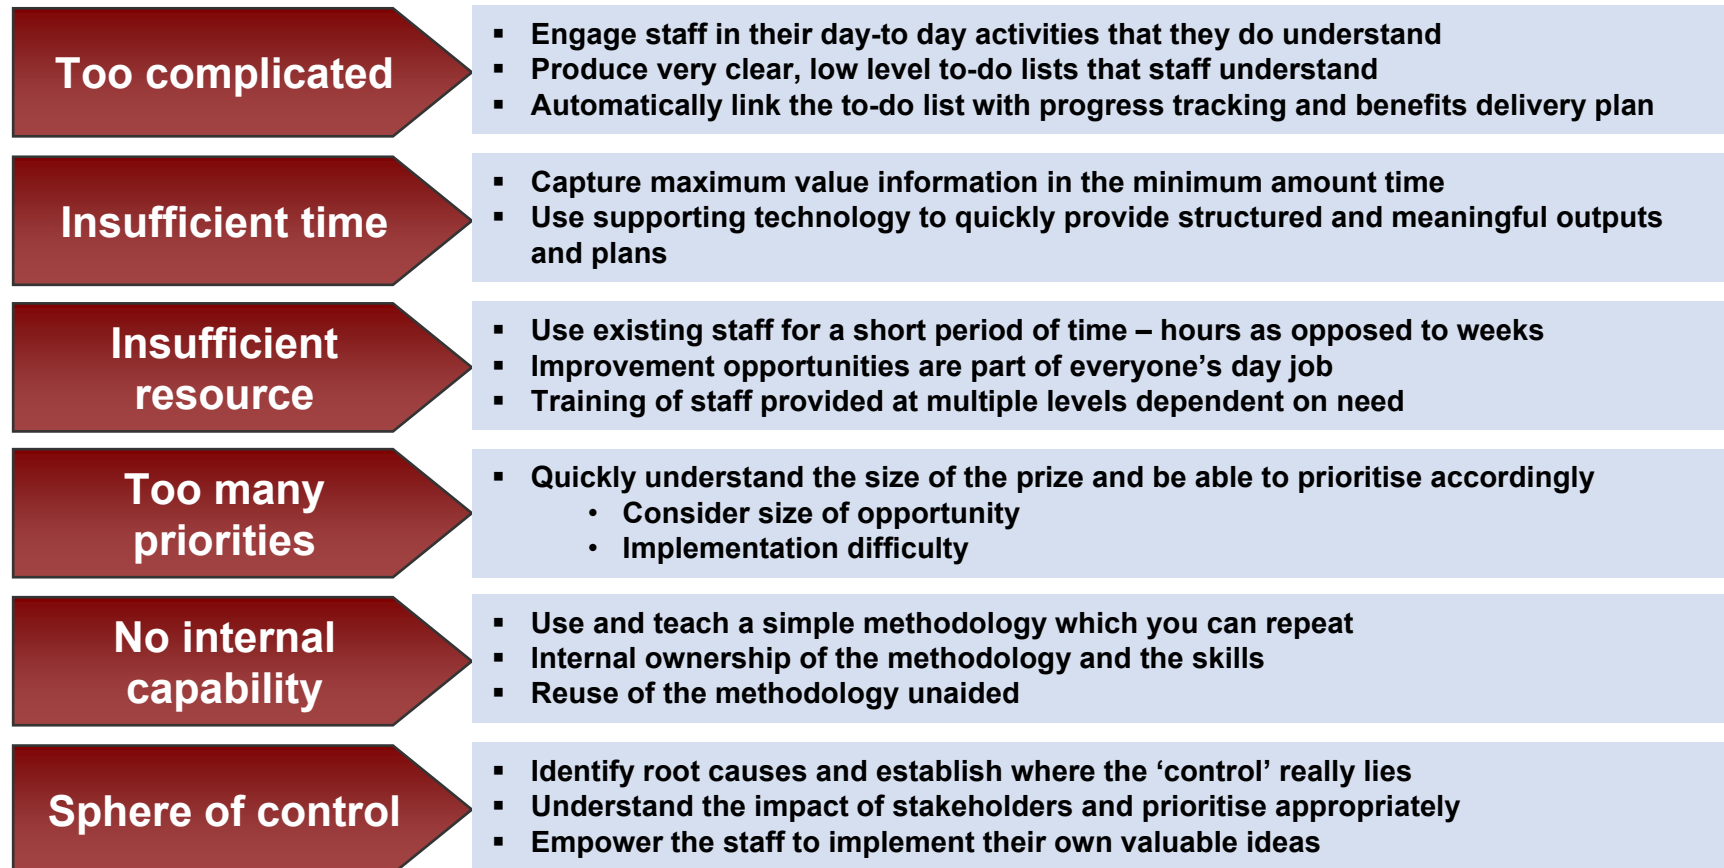 Too complicated
▪ Engage staff in their day-to day activities that they do understand
▪ Produce very clear, low level to-do lists that staff understand
▪ Automatically link the to-do list with progress tracking and benefits delivery plan
Insufficient time
▪ Capture maximum value information in the minimum amount time
▪ Use supporting technology to quickly provide structured and meaningful outputs
and plans
Insufficient
resource
▪ Use existing staff for a short period of time – hours as opposed to weeks
▪ Improvement opportunities are part of everyone’s day job
▪ Training of staff provided at multiple levels dependent on need
Too many
priorities
▪ Quickly understand the size of the prize and be able to prioritise accordingly
• Consider size of opportunity
• Implementation difficulty
No internal
capability
▪ Use and teach a simple methodology which you can repeat
▪ Internal ownership of the methodology and the skills
▪ Reuse of the methodology unaided
Sphere of control
▪ Identify root causes and establish where the ‘control’ really lies
▪ Understand the impact of stakeholders and prioritise appropriately
▪ Empower the staff to implement their own valuable ideas